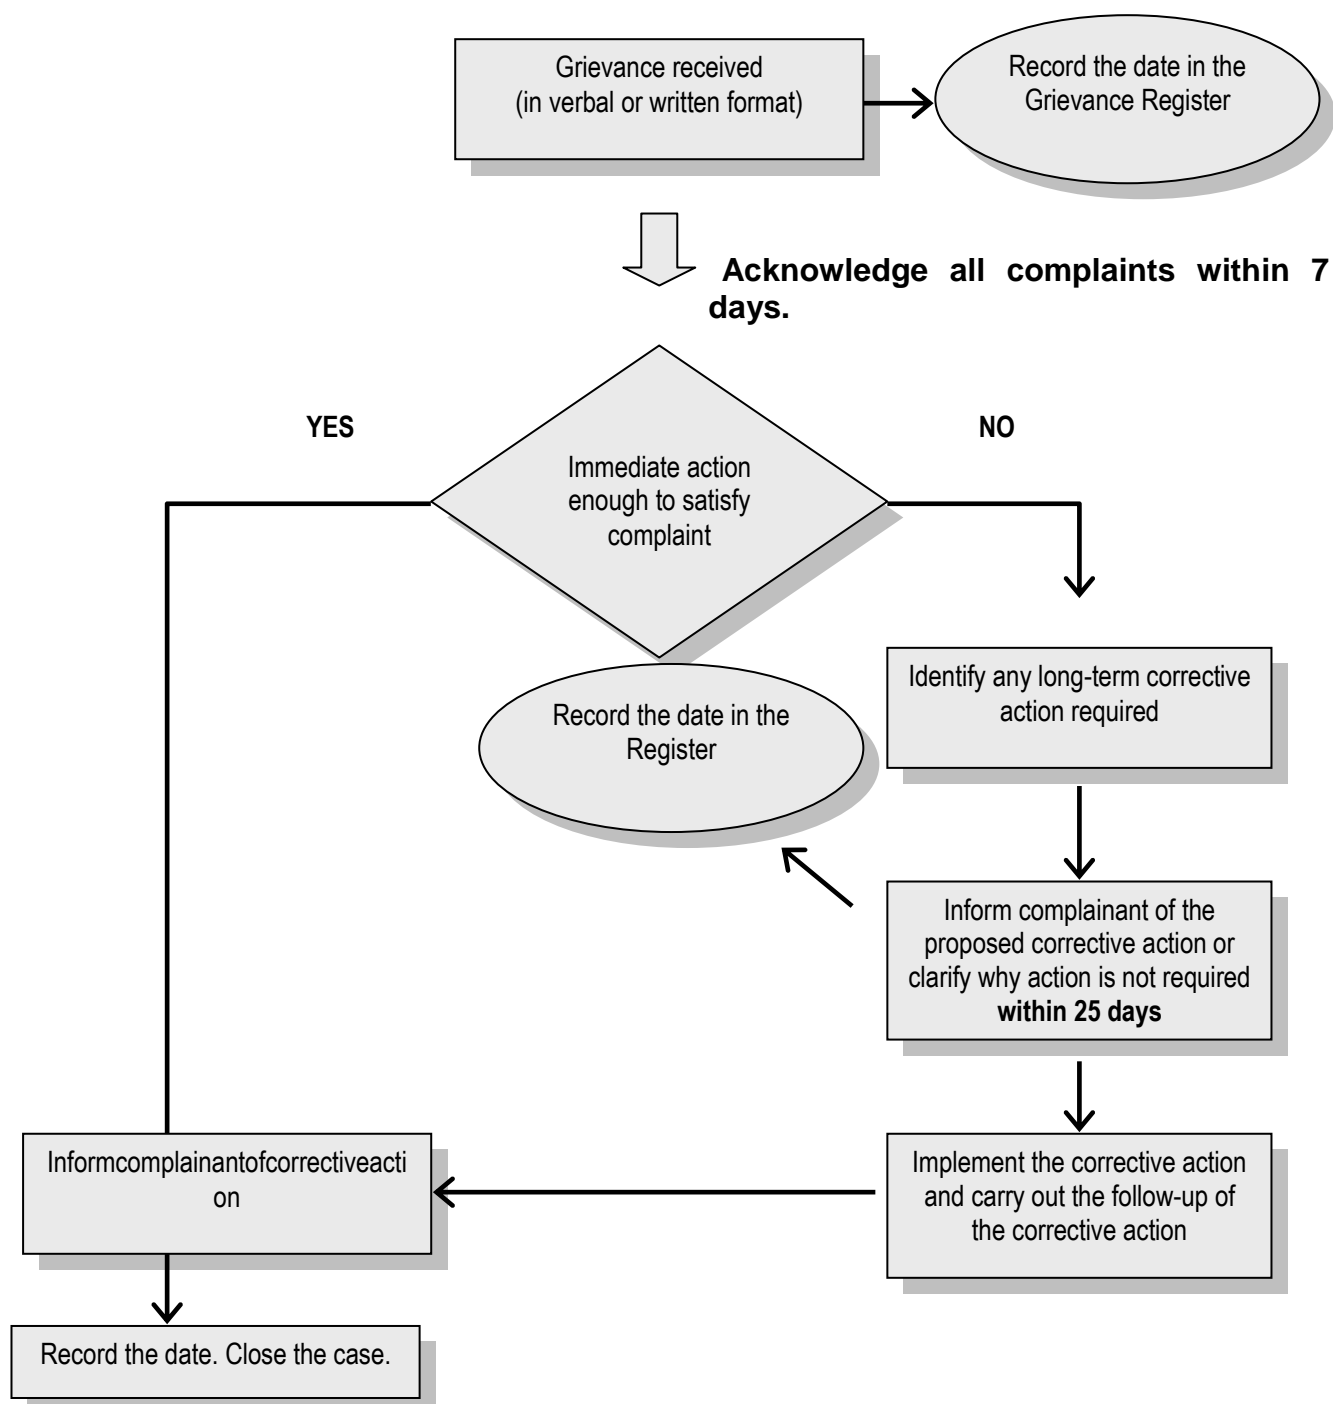 Grievance received
(in verbal or written format)
Record the date in the
Grievance Register
Acknowledge all complaints within 7
days.
YES
NO
Immediate action
enough to satisfy
complaint
Identify any long-term corrective
action required
Record the date in the
Register
Inform complainant of the
proposed corrective action or
clarify why action is not required
within 25 days
Informcomplainantofcorrectiveacti
on
Implement the corrective action
and carry out the follow-up of
the corrective action
Record the date. Close the case.